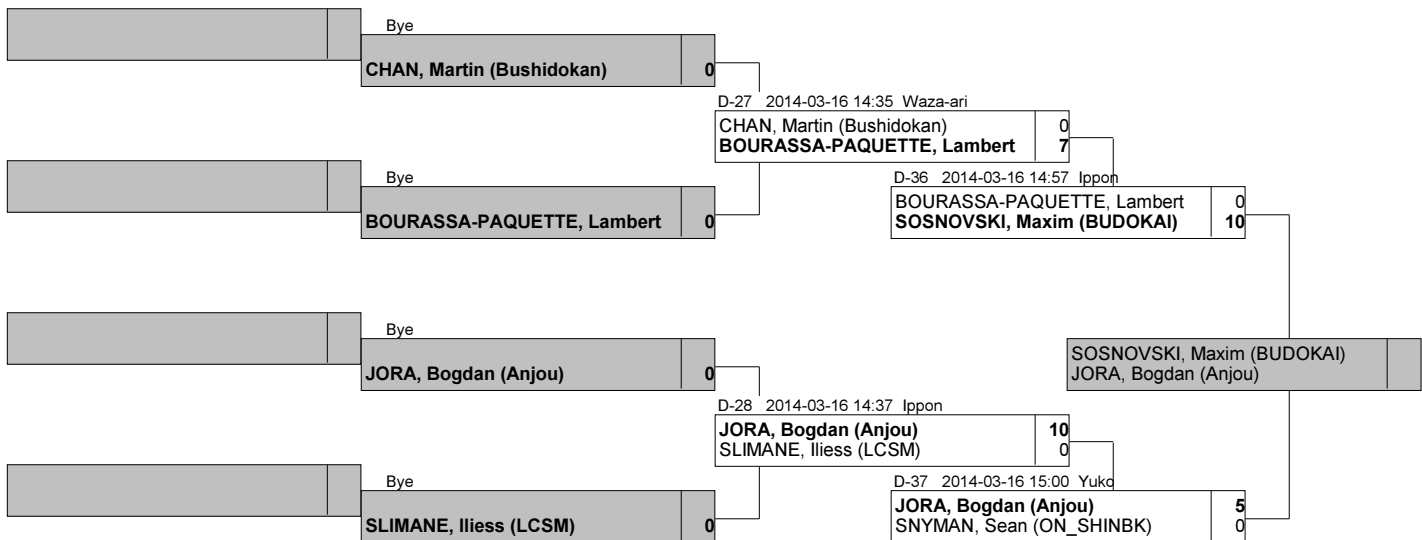 Bye
CHAN, Martin (Bushidokan) 0
D-27 2014-03-16 14:35 Waza-ari
CHAN, Martin (Bushidokan) 0
BOURASSA-PAQUETTE, Lambert 7
Bye
BOURASSA-PAQUETTE, Lambert 0
D-36 2014-03-16 14:57 Ippon
BOURASSA-PAQUETTE, Lambert 0
SOSNOVSKI, Maxim (BUDOKAI) 10
Bye
JORA, Bogdan (Anjou) 0
SOSNOVSKI, Maxim (BUDOKAI)
JORA, Bogdan (Anjou)
D-28 2014-03-16 14:37 Ippon
JORA, Bogdan (Anjou) 10
SLIMANE, Iliess (LCSM) 0
Bye
SLIMANE, Iliess (LCSM) 0
D-37 2014-03-16 15:00 Yuko
JORA, Bogdan (Anjou) 5
SNYMAN, Sean (ON_SHINBK) 0